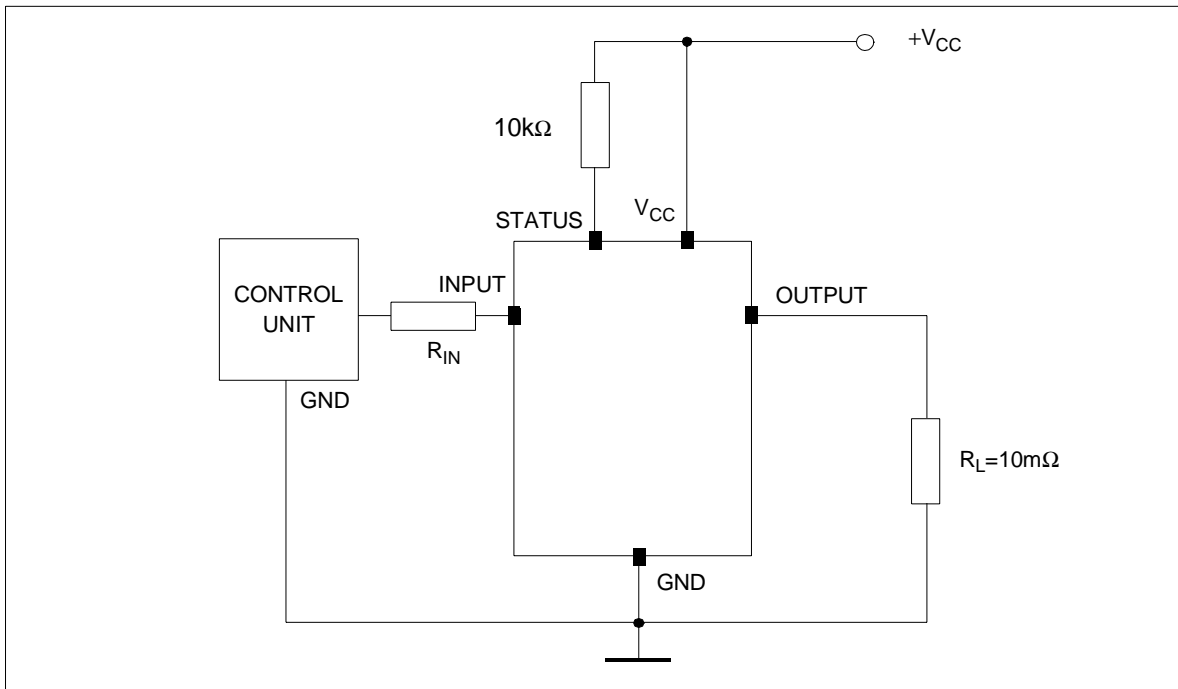 +VCC
10kΩ
STATUS
VCC
INPUT
OUTPUT
CONTROL
UNIT
RIN
GND
RL=10mΩ
GND